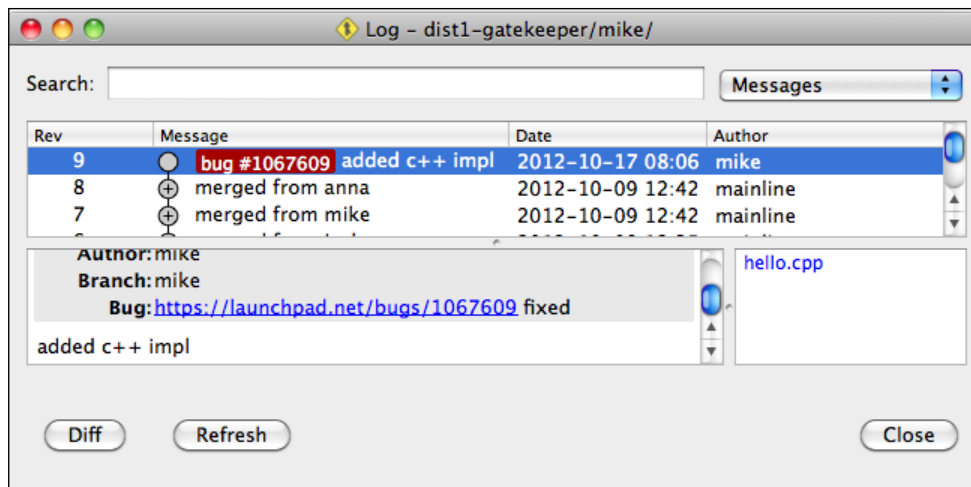 Log – dist1-gatekeeper/mike/
Search:
Messages
Rev Message Date Author
9 bug #1067609 added c++ impl 2012-10-17 08:06 mike
8 merged from anna 2012-10-09 12:42 mainline
7 merged from mike 2012-10-09 12:42 mainline
Author: mike
Branch: mike
Bug: https://launchpad.net/bugs/1067609 fixed
added c++ impl
hello.cpp
Diff
Refresh
Close